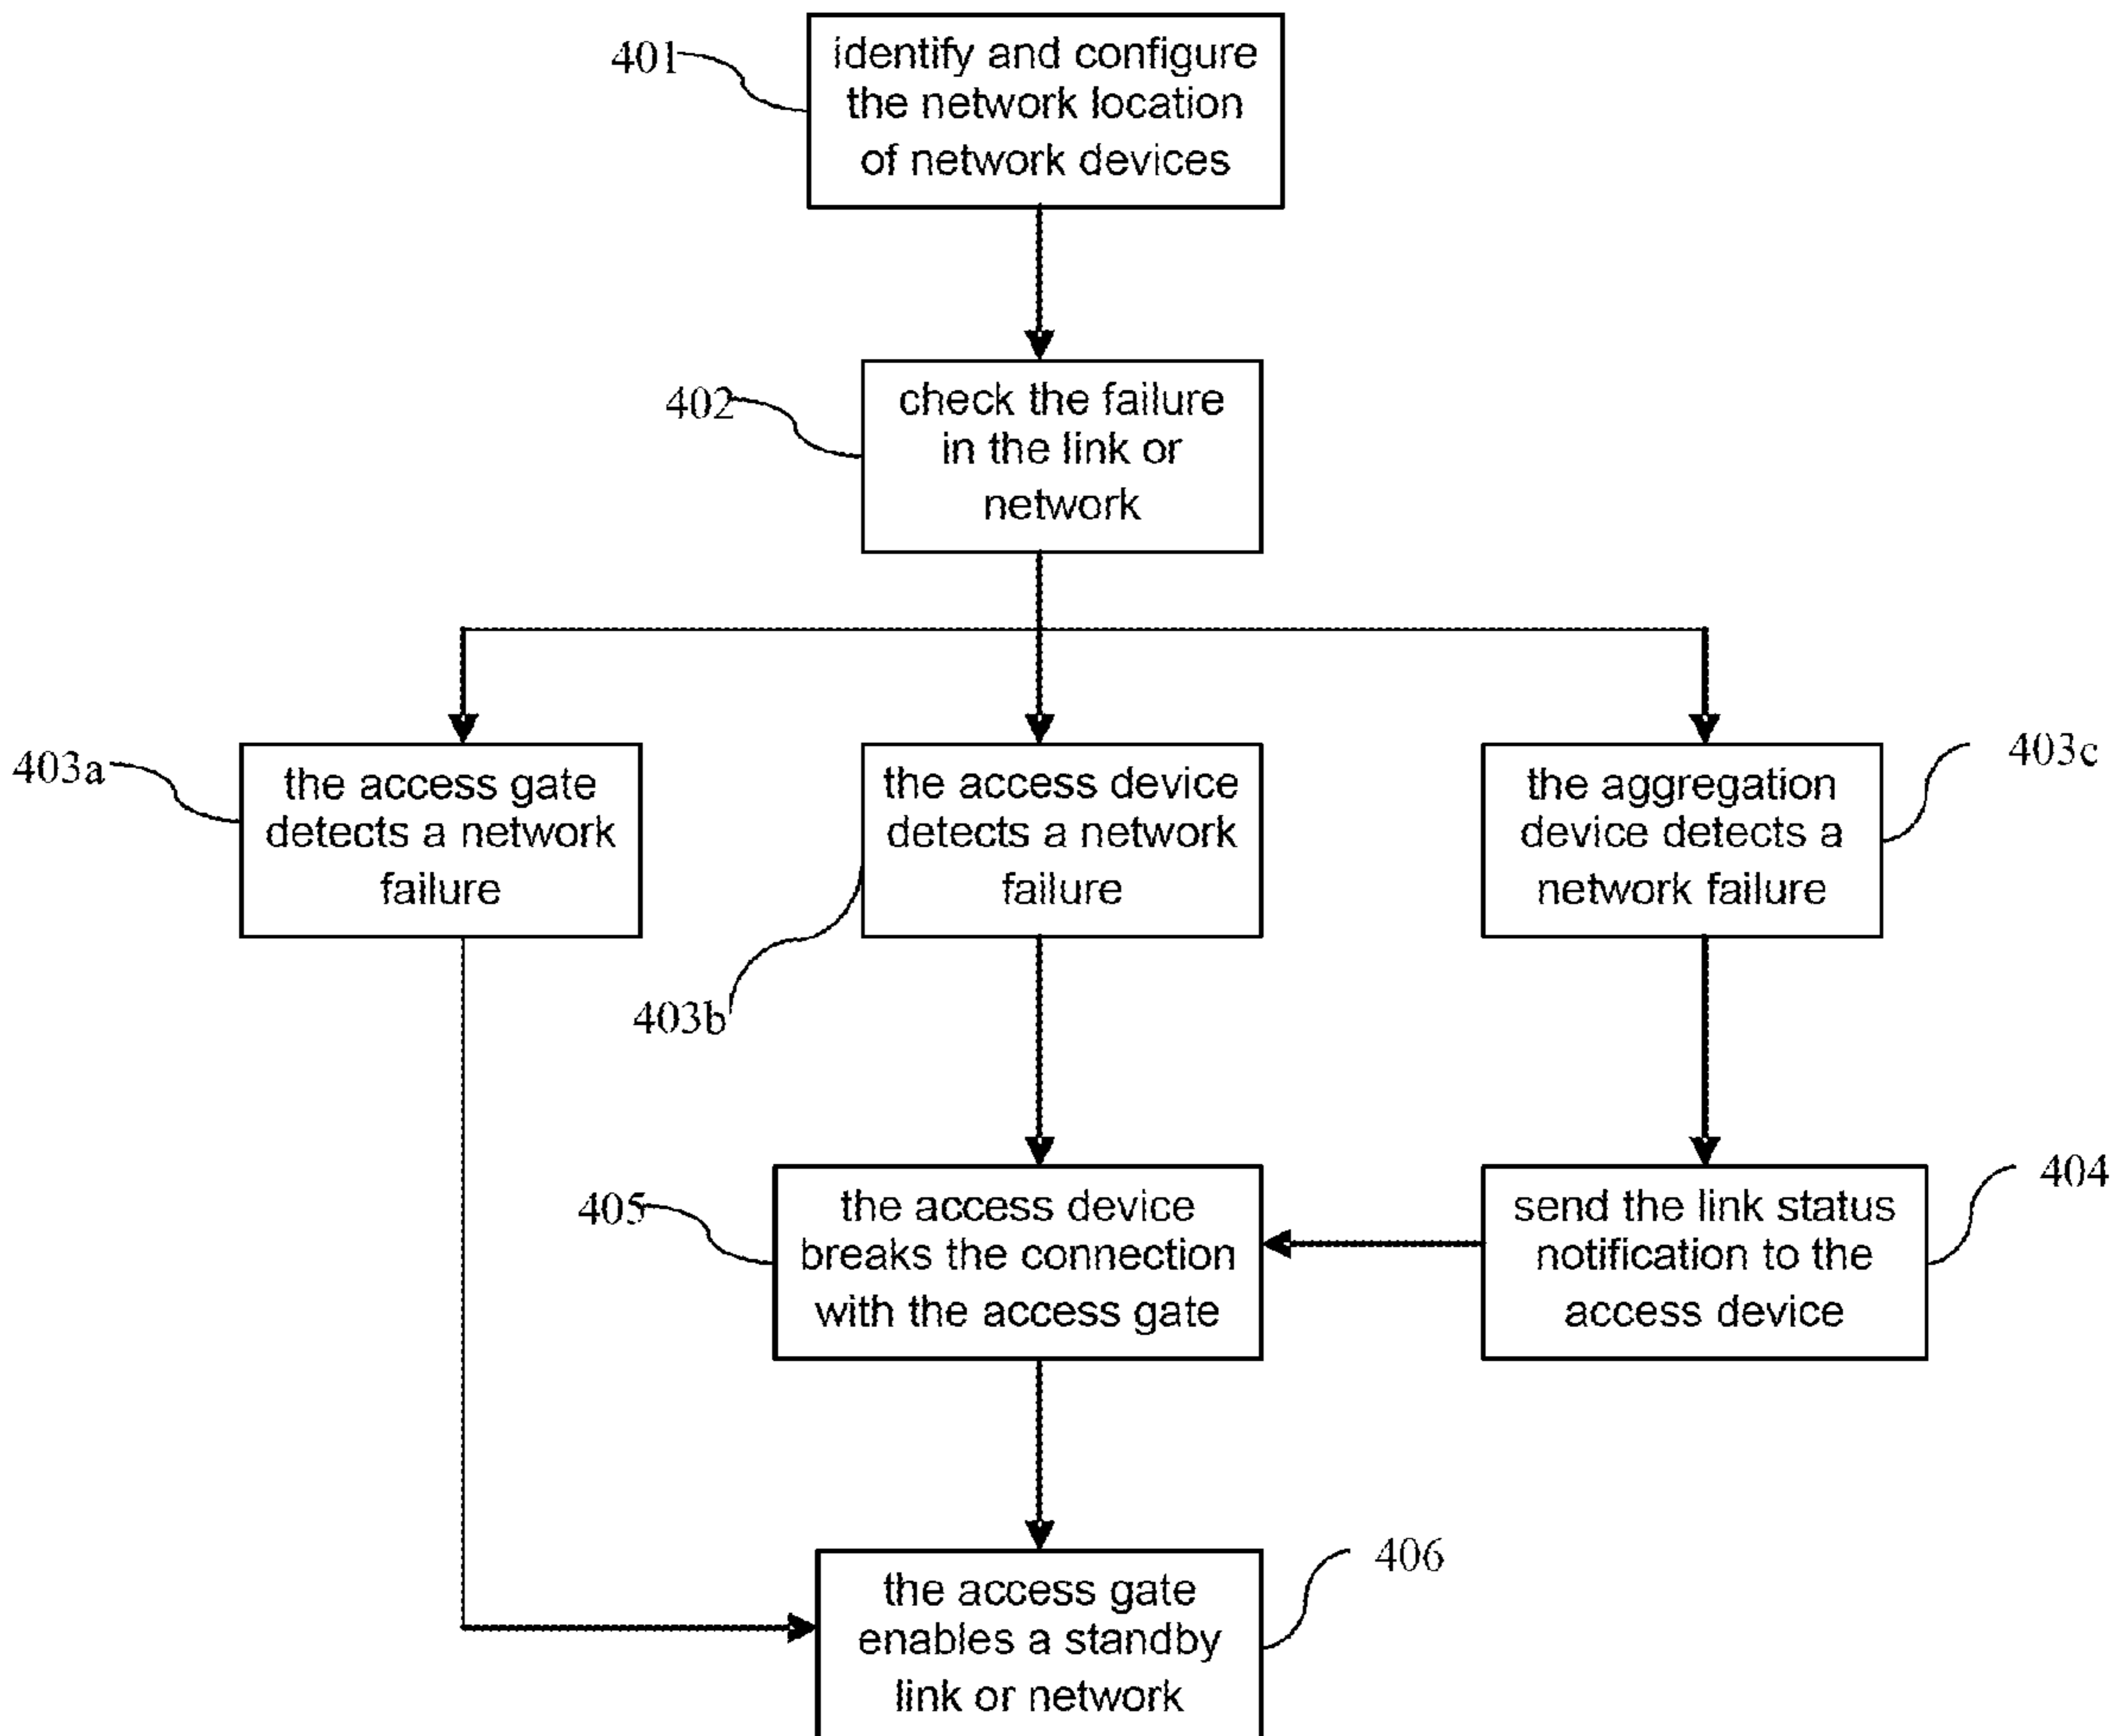 401
identify and configure
the network location
of network devices
402
check the failure
in the link or
network
403a
the access gate
detects a network
failure
403b
the access device
detects a network
failure
403c
the aggregation
device detects a
network failure
405
the access device
breaks the connection
with the access gate
404
send the link status
notification to the
access device
406
the access gate
enables a standby
link or network